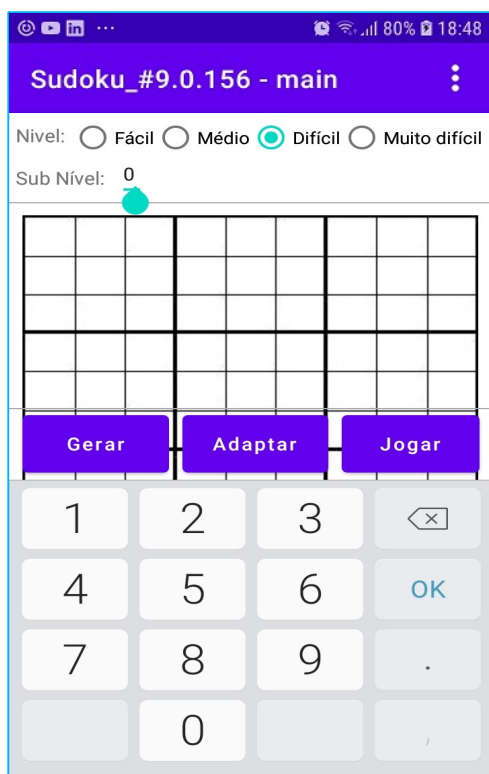 80% 18:48
Sudoku_#9.0.156 - main
Nivel: Fácil Médio Difícil Muito difícil
Sub Nível: 0
Gerar Adaptar Jogar
1 2 3
4 5 6 OK
7 8 9 .
0 ,